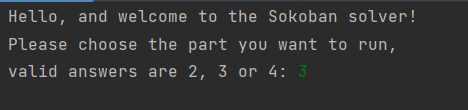 Hello, and welcome to the Sokoban solver!
Please choose the part you want to run,
valid answers are 2, 3 or 4: 3